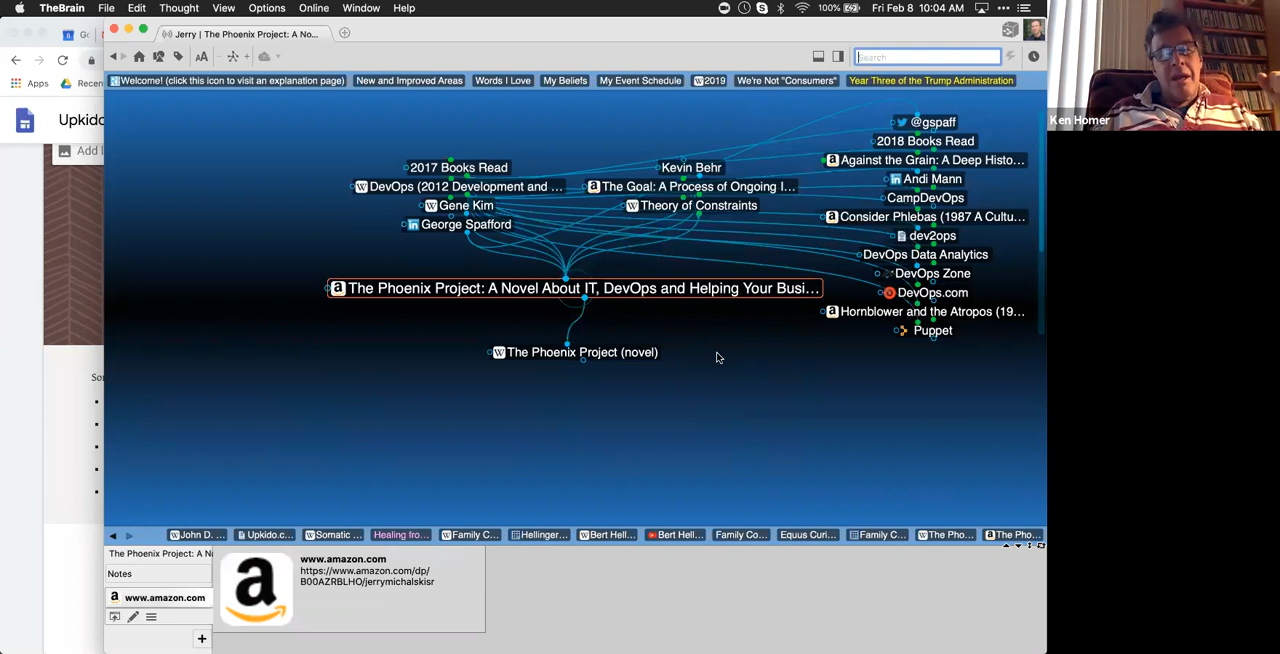 TheBrain File Edit Thought View Options Online Window Help
100% Fri Feb 8 10:04 AM
Jerry | The Phoenix Project: A No...
Search
Apps
Recen
Welcome! (click this icon to visit an explanation page) New and Improved Areas Words I Love My Beliefs My Event Schedule 2019 We're Not "Consumers" Year Three of the Trump Administration
Upkido
Add l
Ken Homer
@gspaff
2018 Books Read
Against the Grain: A Deep Histo...
Andi Mann
CampDevOps
Consider Phlebas (1987 A Cultu...
dev2ops
DevOps Data Analytics
DevOps Zone
DevOps.com
Hornblower and the Atropos (19...
Puppet
2017 Books Read
DevOps (2012 Development and ...
Gene Kim
George Spafford
Kevin Behr
The Goal: A Process of Ongoing I...
Theory of Constraints
The Phoenix Project: A Novel About IT, DevOps and Helping Your Busi...
The Phoenix Project (novel)
So
John D. ... Upkido.c... Somatic ... Healing fro... Family C... Hellinger... Bert Hell... Bert Hell... Family Co... Equus Curi... Family C... The Pho... The Pho...
The Phoenix Project: A No
Notes
www.amazon.com
www.amazon.com
https://www.amazon.com/dp/
B00AZRBLHO/jerrymichalskisr